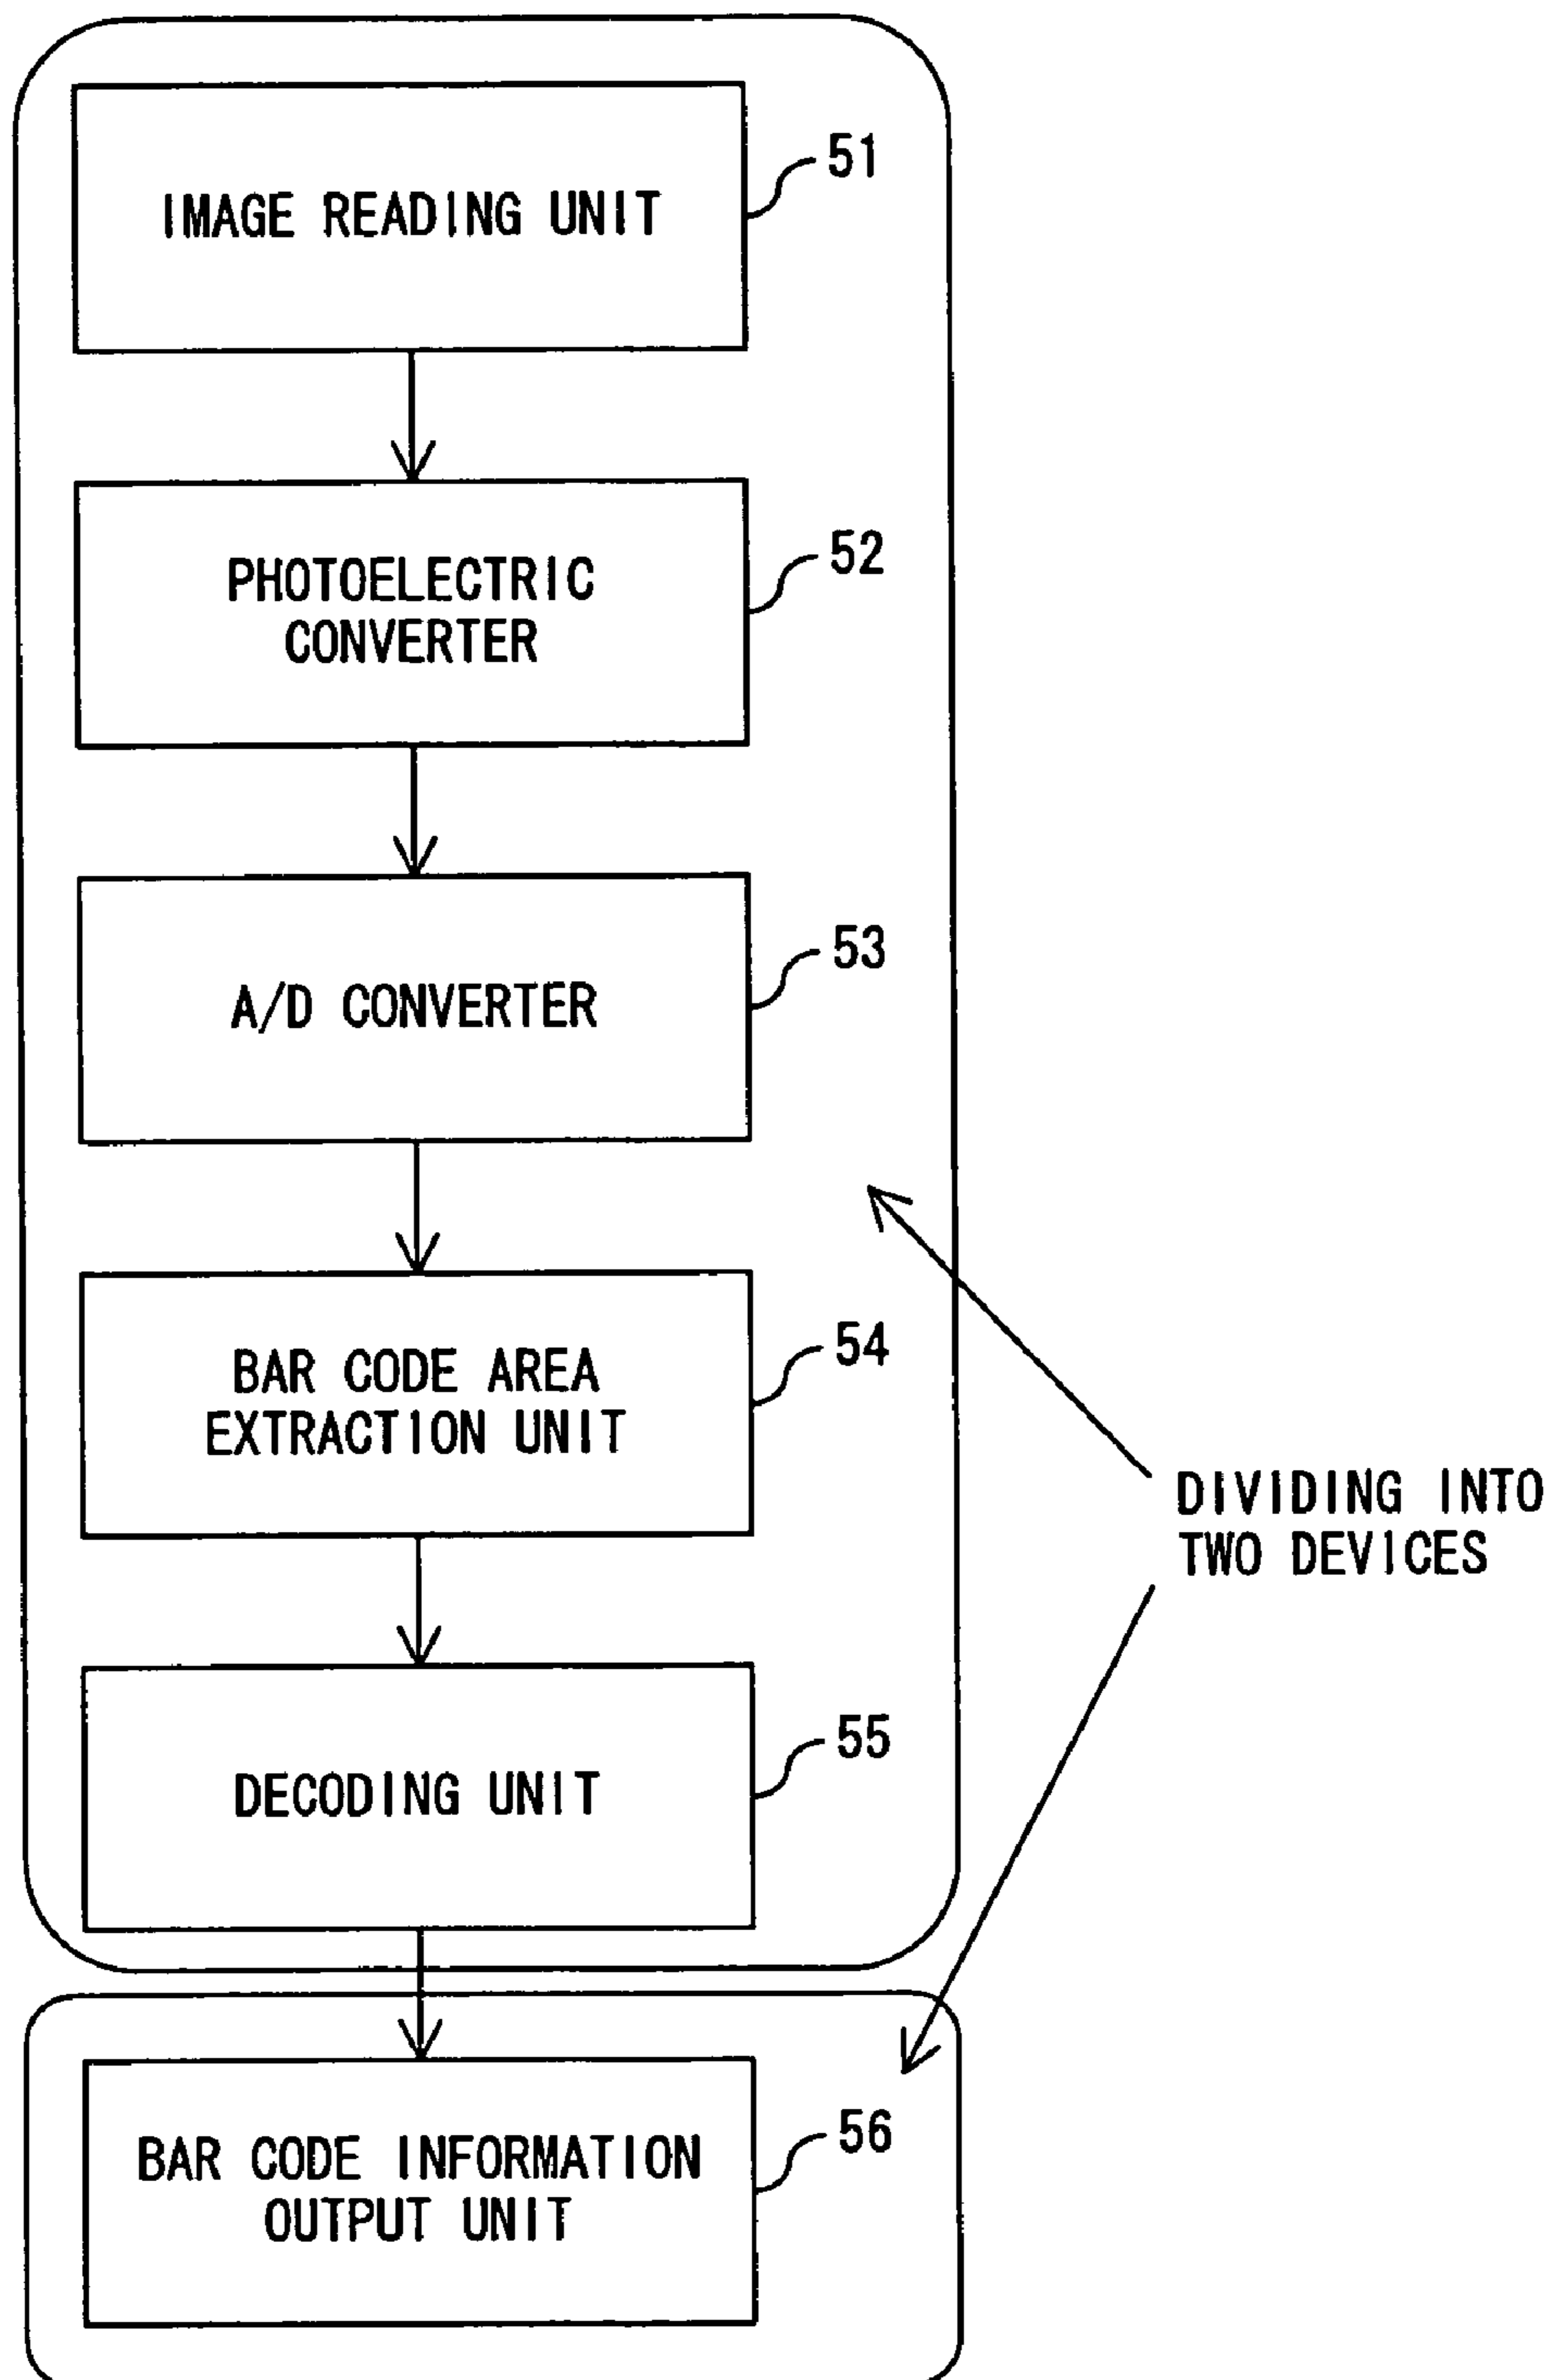 IMAGE READING UNIT
51
PHOTOELECTRIC
CONVERTER
52
A/D CONVERTER
53
BAR CODE AREA
EXTRACTION UNIT
54
DIVIDING INTO
TWO DEVICES
DECODING UNIT
55
BAR CODE INFORMATION
OUTPUT UNIT
56